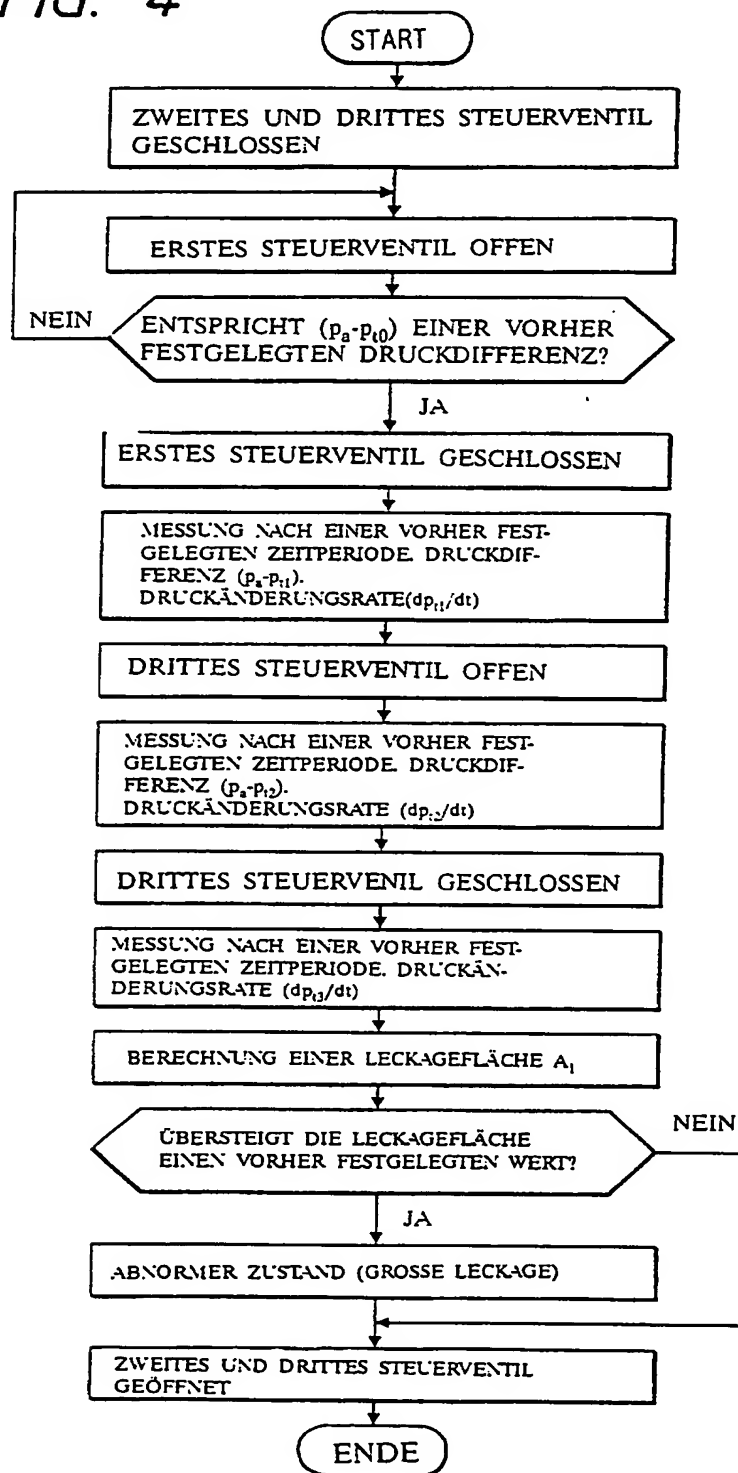 FIG. 4
START
ZWEITES UND DRITTES STEUERVENTIL
GESCHLOSSEN
ERSTES STEUERVENTIL OFFEN
NEIN
ENTSPRICHT (pₐ-pₜ₀) EINER VORHER
FESTGELEGTEN DRUCKDIFFERENZ?
JA
ERSTES STEUERVENTIL GESCHLOSSEN
MESSUNG NACH EINER VORHER FEST-
GELEGTEN ZEITPERIODE. DRUCKDIF-
FERENZ (pₐ-pₜ₁).
DRUCKÄNDERUNGSRATE(dpₜ₁/dt)
DRITTES STEUERVENTIL OFFEN
MESSUNG NACH EINER VORHER FEST-
GELEGTEN ZEITPERIODE. DRUCKDIF-
FERENZ (pₐ-pₜ₂).
DRUCKÄNDERUNGSRATE (dpₜ₂/dt)
DRITTES STEUERVENIL GESCHLOSSEN
MESSUNG NACH EINER VORHER FEST-
GELEGTEN ZEITPERIODE. DRUCKÄN-
DERUNGSRATE (dpₜ₃/dt)
BERECHNUNG EINER LECKAGEFLÄCHE A₁
ÜBERSTEIGT DIE LECKAGEFLÄCHE
EINEN VORHER FESTGELEGTEN WERT?
NEIN
JA
ABNORMER ZUSTAND (GROSSE LECKAGE)
ZWEITES UND DRITTES STEUERVENTIL
GEÖFFNET
ENDE